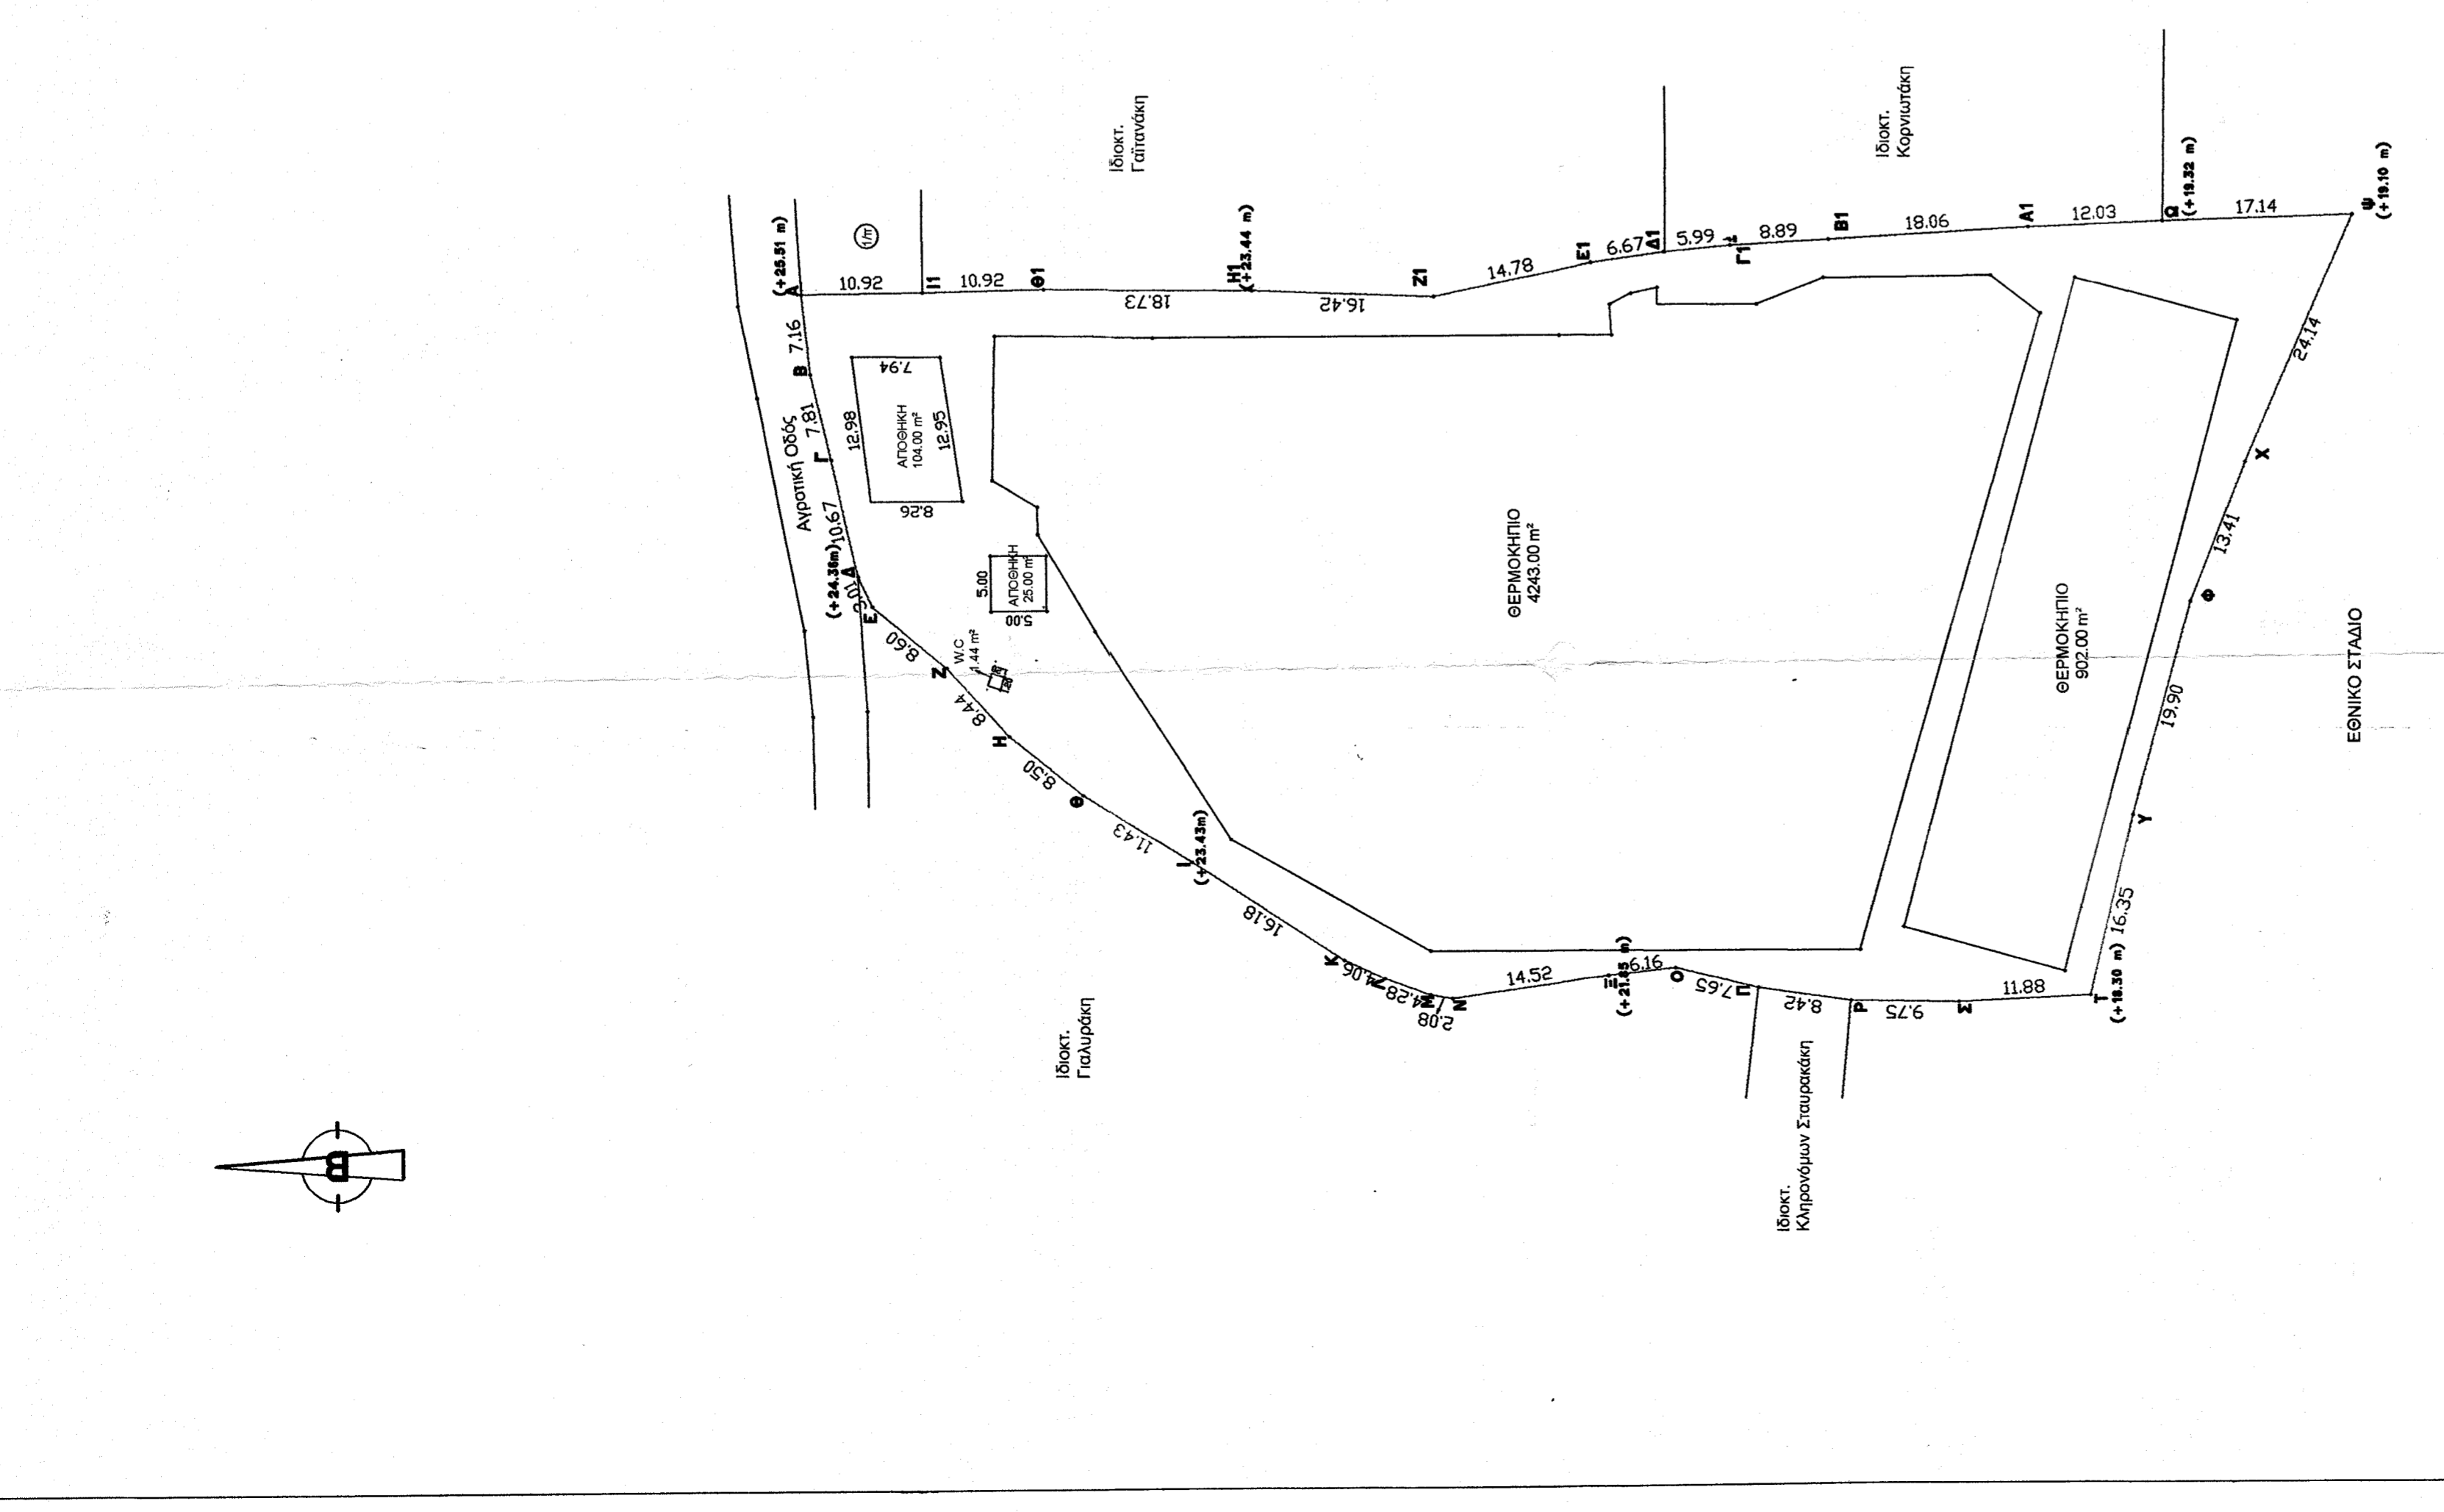 Ιδιοκτ.
Γαϊτανάκη
Ιδιοκτ.
Κορνιωτάκη
(+25.51 m)
Α
1/π
10.92
Ι1
10.92
Θ1
18.73
Η1
(+23.44 m)
16.42
Ζ1
14.78
Ε1
6.67
Δ1
5.99
Γ1
8.89
Β1
18.06
Α1
12.03
Ω
(+19.32 m)
17.14
Ψ
(+19.10 m)
7.16
Β
7.81
Γ
Αγροτική Οδός
10.67
(+24.36m)
Δ
3.01
Ε
8.60
Ζ
8.44
Η
8.50
Θ
11.43
Ι
(+23.43m)
16.18
Κ
4.06
Λ
4.28
Μ
2.08
Ν
14.52
Ξ
(+21.85 m)
6.16
Ο
7.65
Π
8.42
Ρ
9.75
Σ
11.88
Τ
(+18.30 m)
16.35
Υ
19.90
Φ
13.41
Χ
24.14
7.94
12.98
ΑΠΟΘΗΚΗ
104.00 m²
12.95
8.26
5.00
ΑΠΟΘΗΚΗ
25.00 m²
5.00
W.C
1.44 m²
ΘΕΡΜΟΚΗΠΙΟ
4243.00 m²
ΘΕΡΜΟΚΗΠΙΟ
902.00 m²
ΕΘΝΙΚΟ ΣΤΑΔΙΟ
Ιδιοκτ.
Γιαλυράκη
Ιδιοκτ.
Κληρονόμων Σταυρακάκη
Β